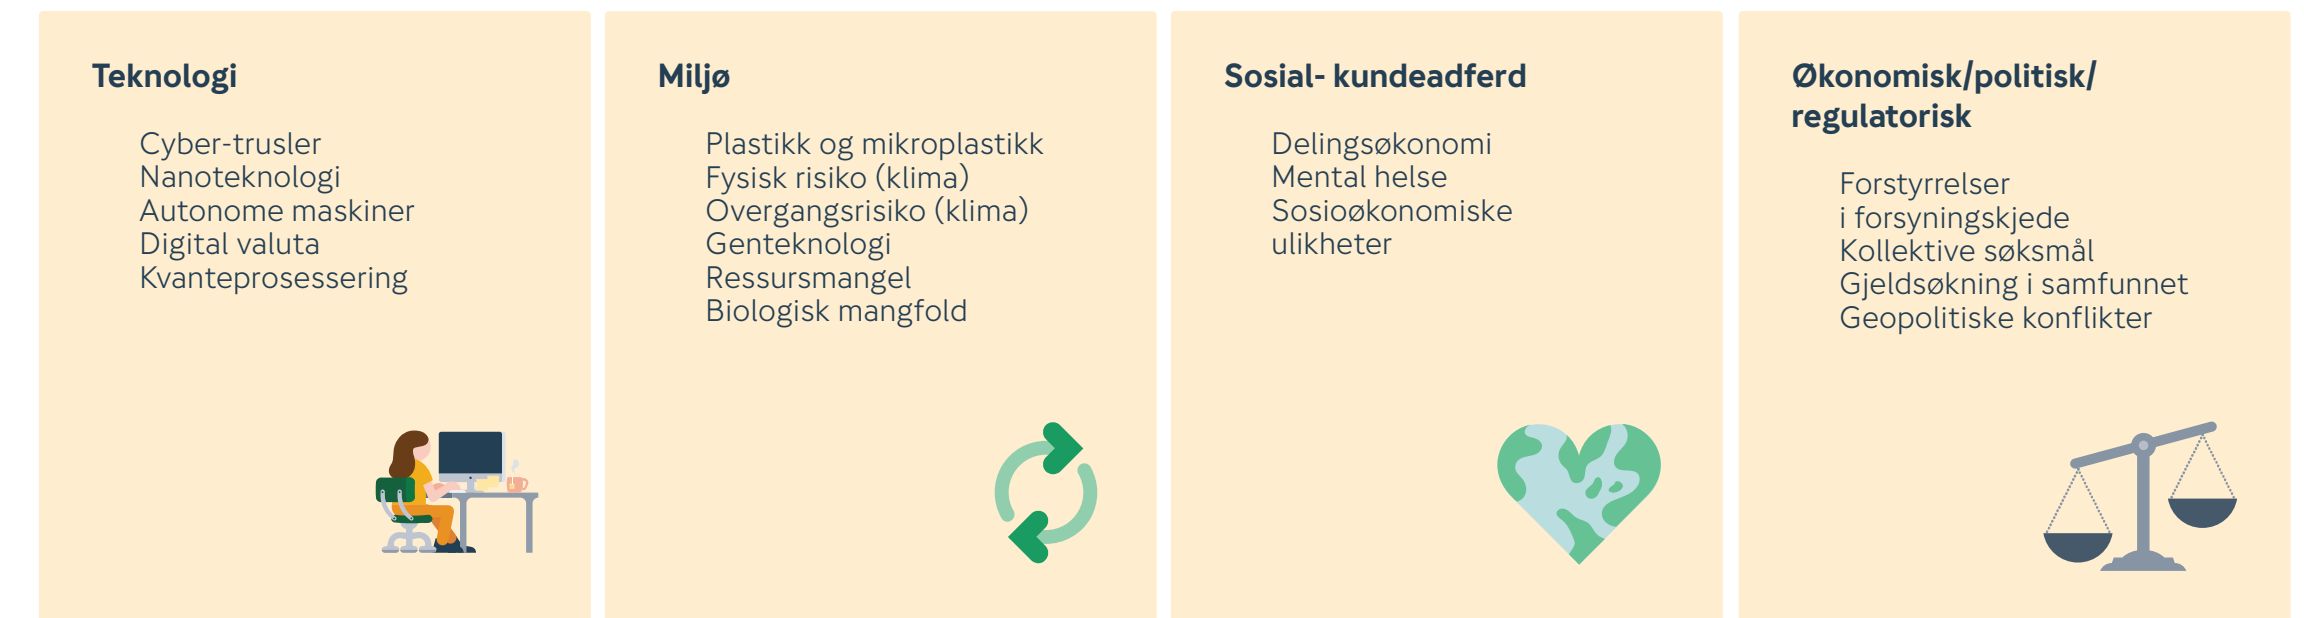 Teknologi
Cyber-trusler
Nanoteknologi
Autonome maskiner
Digital valuta
Kvanteprosessering
Miljø
Plastikk og mikroplastikk
Fysisk risiko (klima)
Overgangsrisiko (klima)
Genteknologi
Ressursmangel
Biologisk mangfold
Sosial- kundeadferd
Delingsøkonomi
Mental helse
Sosioøkonomiske
ulikheter
Økonomisk/politisk/
regulatorisk
Forstyrrelser
i forsyningskjede
Kollektive søksmål
Gjeldsøkning i samfunnet
Geopolitiske konflikter